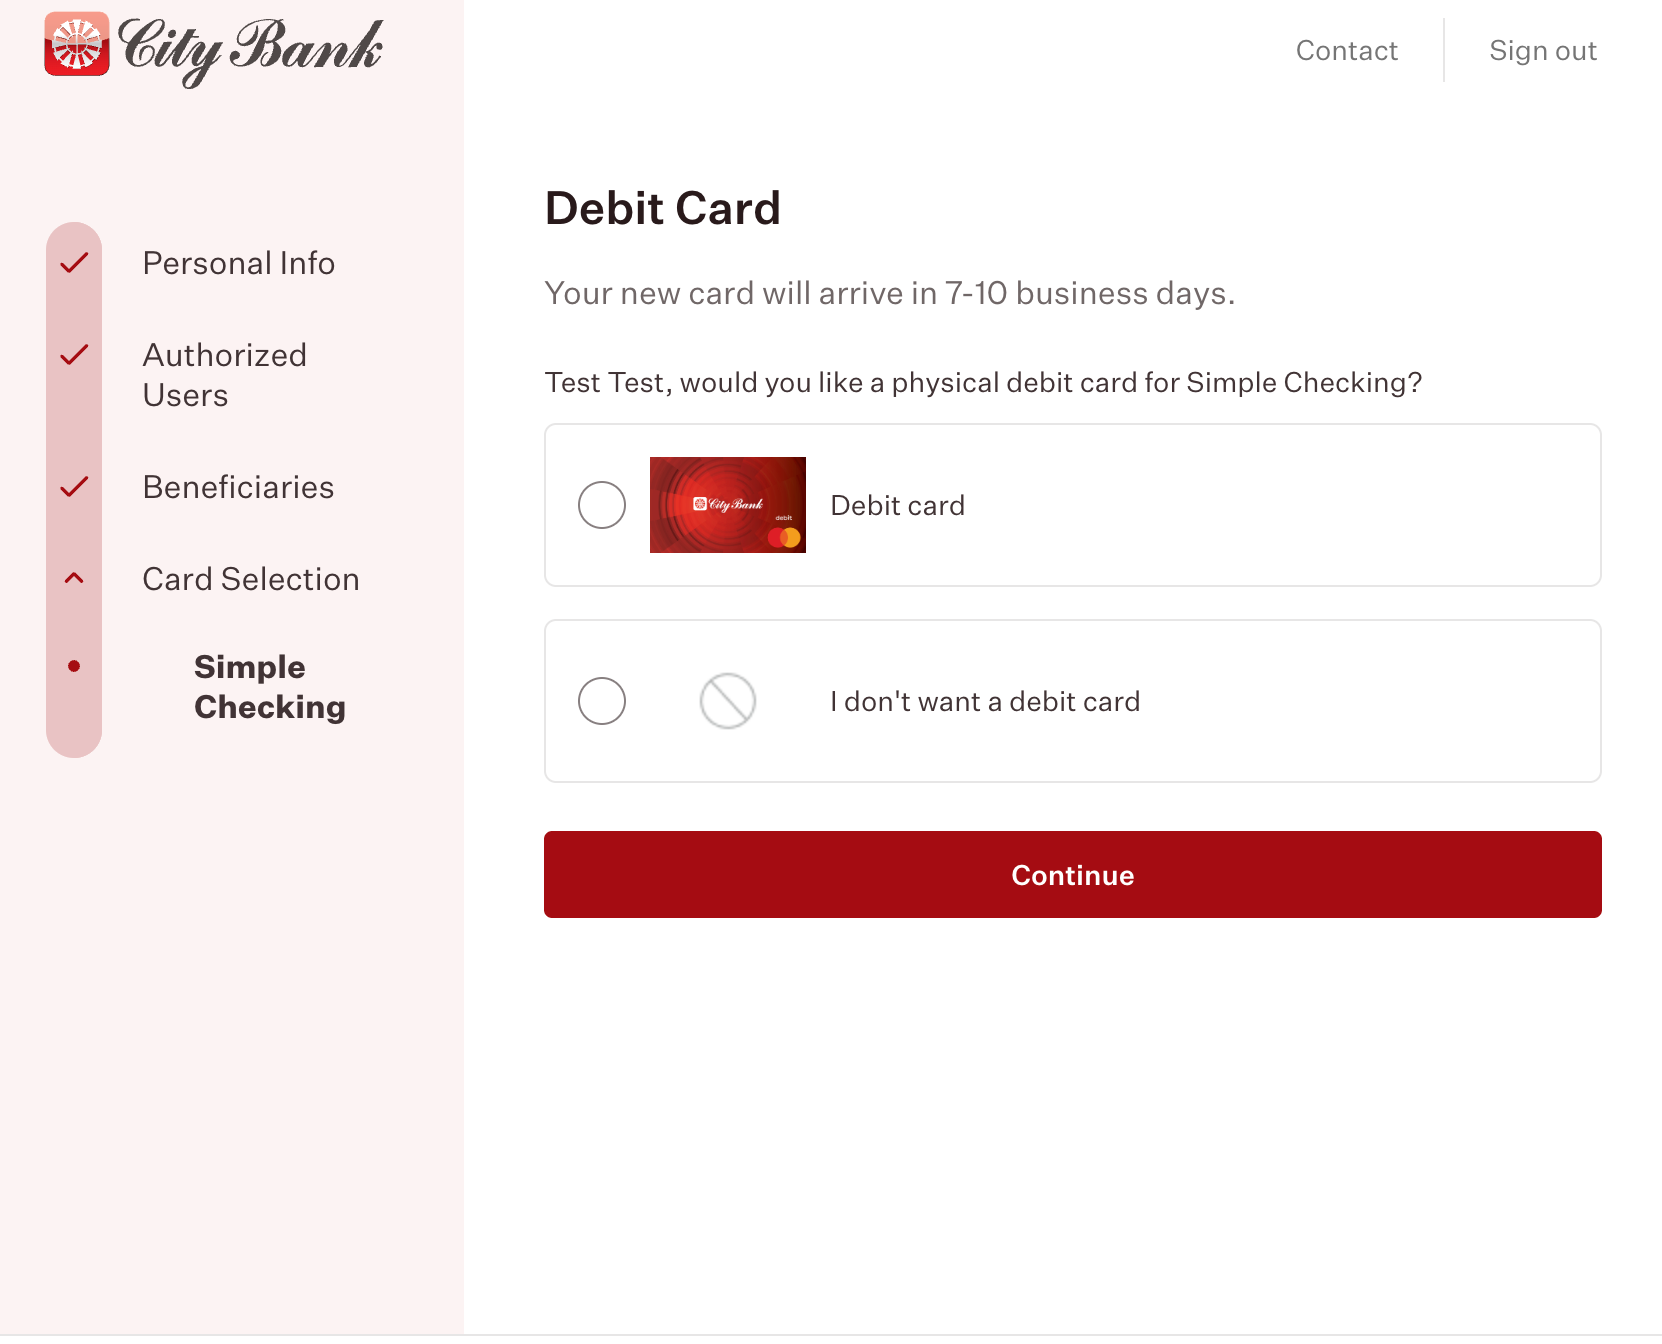 City Bank
Contact
Sign out
Personal Info
Authorized
Users
Beneficiaries
Card Selection
Simple
Checking
Debit Card
Your new card will arrive in 7-10 business days.
Test Test, would you like a physical debit card for Simple Checking?
City Bank
debit
Debit card
I don't want a debit card
Continue